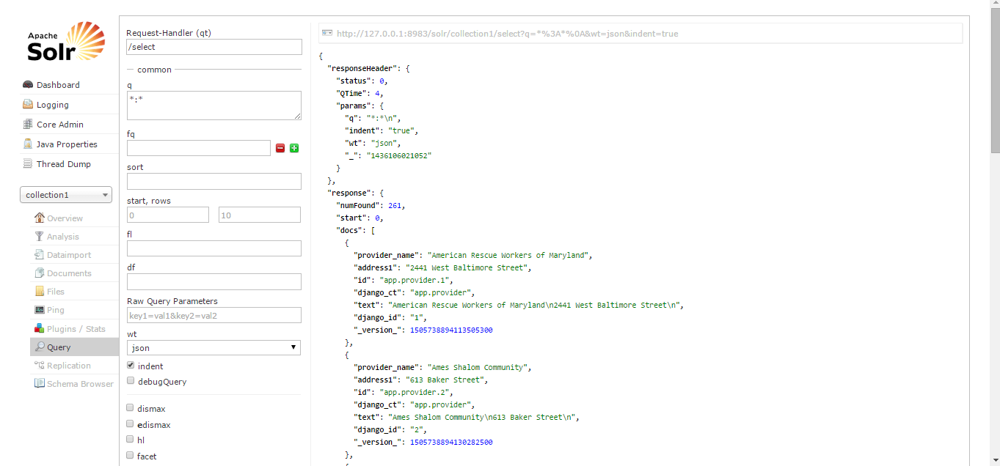 Apache
Solr
Dashboard
Logging
Core Admin
Java Properties
Thread Dump
collection1
Overview
Analysis
Dataimport
Documents
Files
Ping
Plugins / Stats
Query
Replication
Schema Browser
Request-Handler (qt)
/select
common
q
*:*
fq
sort
start, rows
0 10
fl
df
Raw Query Parameters
key1=val1&key2=val2
wt
json
indent
debugQuery
dismax
edismax
hl
facet
http://127.0.0.1:8983/solr/collection1/select?q=*%3A*%0A&wt=json&indent=true
{
"responseHeader": {
"status": 0,
"QTime": 4,
"params": {
"q": "*:*\n",
"indent": "true",
"wt": "json",
"_": "1436106021052"
}
},
"response": {
"numFound": 261,
"start": 0,
"docs": [
{
"provider_name": "American Rescue Workers of Maryland",
"address1": "2441 West Baltimore Street",
"id": "app.provider.1",
"django_ct": "app.provider",
"text": "American Rescue Workers of Maryland\n2441 West Baltimore Street\n",
"django_id": "1",
"_version_": 1505738894113505300
},
{
"provider_name": "Ames Shalom Community",
"address1": "613 Baker Street",
"id": "app.provider.2",
"django_ct": "app.provider",
"text": "Ames Shalom Community\n613 Baker Street\n",
"django_id": "2",
"_version_": 1505738894130282500
},
{